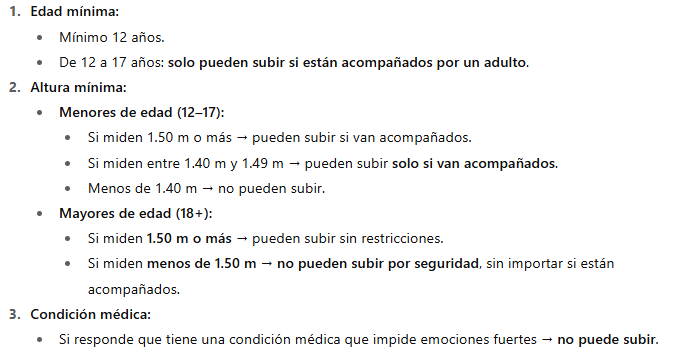 1. Edad mínima:
• Mínimo 12 años.
• De 12 a 17 años: solo pueden subir si están acompañados por un adulto.
2. Altura mínima:
• Menores de edad (12–17):
• Si miden 1.50 m o más → pueden subir si van acompañados.
• Si miden entre 1.40 m y 1.49 m → pueden subir solo si van acompañados.
• Menos de 1.40 m → no pueden subir.
• Mayores de edad (18+):
• Si miden 1.50 m o más → pueden subir sin restricciones.
• Si miden menos de 1.50 m → no pueden subir por seguridad, sin importar si están
acompañados.
3. Condición médica:
• Si responde que tiene una condición médica que impide emociones fuertes → no puede subir.